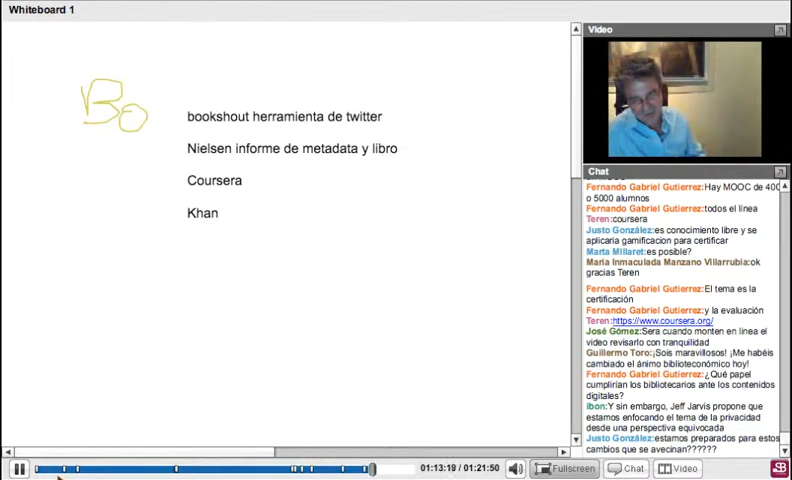 Whiteboard 1
Bo
bookshout herramienta de twitter
Nielsen informe de metadata y libro
Coursera
Khan
Video
Chat
Fernando Gabriel Gutierrez:Hay MOOC de 400
o 5000 alumnos
Fernando Gabriel Gutierrez:todos el línea
Teren:coursera
Justo González:es conocimiento libre y se
aplicaría gamificacion para certificar
Marta Millaret:es posible?
María Inmaculada Manzano Villarrubia:ok
gracias Teren
Fernando Gabriel Gutierrez:El tema es la
certificación
Fernando Gabriel Gutierrez:y la evaluación
Teren:https://www.coursera.org/
José Gómez:Sera cuando monten en linea el
video revisarlo con tranquilidad
Guillermo Toro:¡Sois maravillosos! ¡Me habéis
cambiado el ánimo biblioteconómico hoy!
Fernando Gabriel Gutierrez:¿Qué papel
cumplirían los bibliotecarios ante los contenidos
digitales?
ibon:Y sin embargo, Jeff Jarvis propone que
estamos enfocando el tema de la privacidad
desde una perspectiva equivocada
Justo González:estamos preparados para estos
cambios que se avecinan??????
01:13:19 / 01:21:50
Fullscreen
Chat
Video
SB